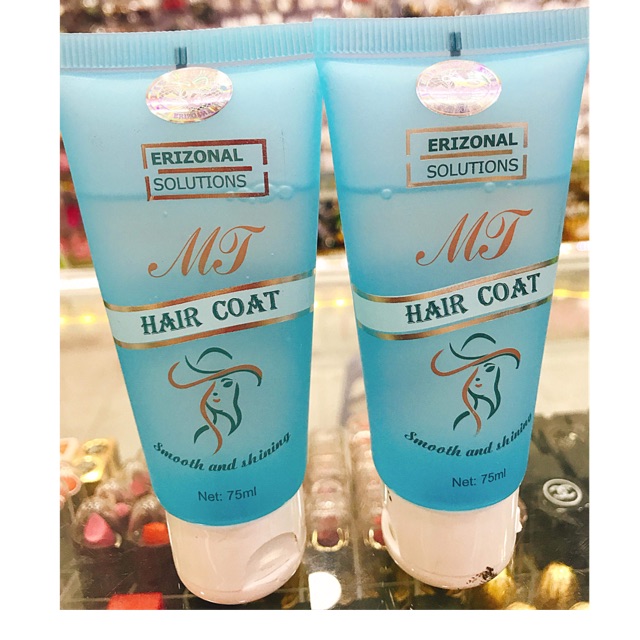 ERIZONAL
SOLUTIONS
MT
HAIR COAT
Smooth and shining
Net: 75ml
ERIZONAL
SOLUTIONS
MT
HAIR COAT
Smooth and shining
Net: 75ml